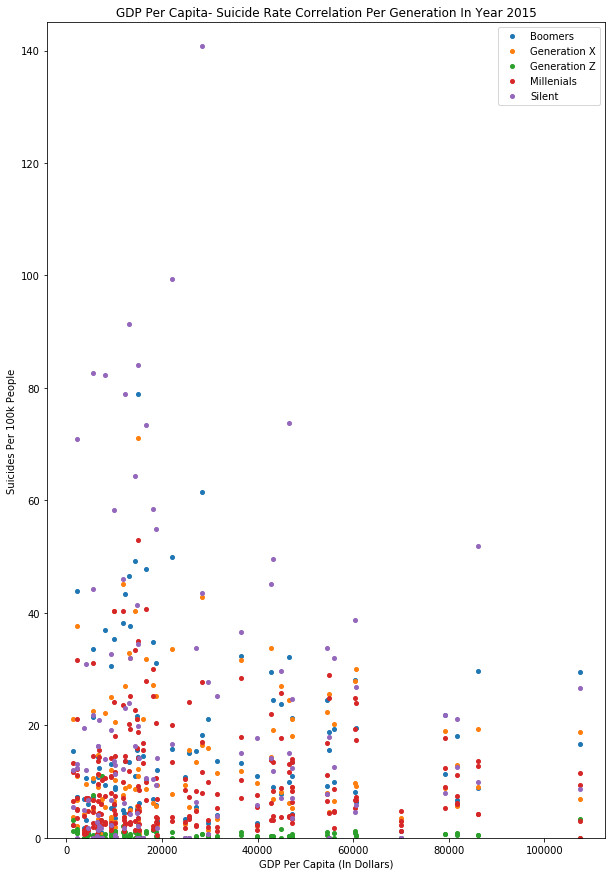 GDP Per Capita- Suicide Rate Correlation Per Generation In Year 2015
Boomers
Generation X
Generation Z
Millenials
Silent
140
120
100
80
60
40
20
0
Suicides Per 100k People
0 20000 40000 60000 80000 100000
GDP Per Capita (In Dollars)